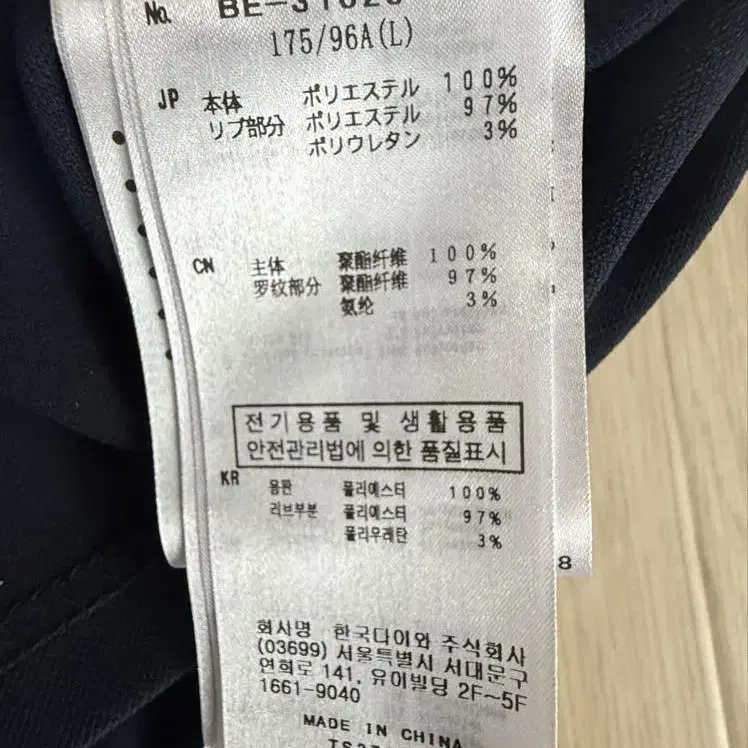 No.
175/96A(L)
JP 本体 ポリエステル 100%
リブ部分 ポリエステル 97%
ポリウレタン 3%
CN 主体 聚酯纤维 100%
罗纹部分 聚酯纤维 97%
氨纶 3%
전기용품 및 생활용품
안전관리법에 의한 품질표시
KR 몸판 폴리에스터 100%
리브부분 폴리에스터 97%
폴리우레탄 3%
8
회사명 한국다이와 주식회사
(03699) 서울특별시 서대문구
연희로 141, 유이빌딩 2F~5F
1661-9040
MADE IN CHINA